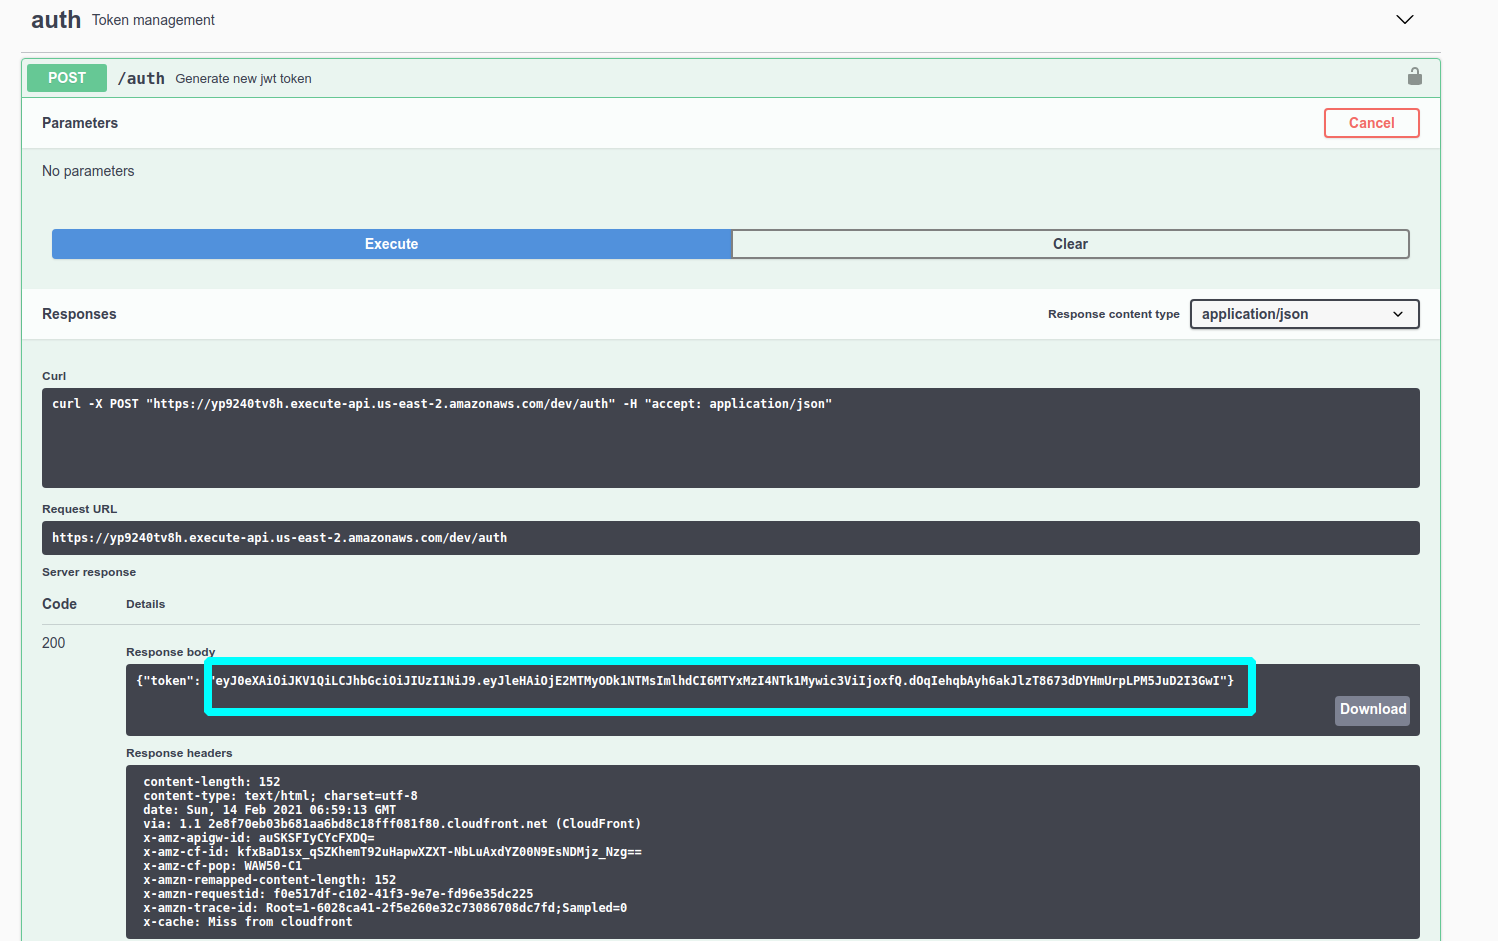 auth Token management
POST /auth Generate new jwt token
Parameters Cancel
No parameters
Execute Clear
Responses Response content type application/json
Curl
curl -X POST "https://yp9240tv8h.execute-api.us-east-2.amazonaws.com/dev/auth" -H "accept: application/json"
Request URL
https://yp9240tv8h.execute-api.us-east-2.amazonaws.com/dev/auth
Server response
Code Details
200
Response body
{"token": "eyJ0eXAiOiJKV1QiLCJhbGciOiJIUzI1NiJ9.eyJleHAiOjE2MTMyODk1NTMsImlhdCI6MTYxMzI4NTk1Mywic3ViIjoxfQ.dOqIehqbAyh6akJlzT8673dDYHmUrpLPM5JuD2I3GwI"}
Download
Response headers
content-length: 152
content-type: text/html; charset=utf-8
date: Sun, 14 Feb 2021 06:59:13 GMT
via: 1.1 2e8f70eb03b681aa6bd8c18fff081f80.cloudfront.net (CloudFront)
x-amz-apigw-id: auSKSFIyCYcFXDQ=
x-amz-cf-id: kfxBaD1sx_qSZKhemT92uHapwXZXT-NbLuAxdYZ00N9EsNDMjz_Nzg==
x-amz-cf-pop: WAW50-C1
x-amzn-remapped-content-length: 152
x-amzn-requestid: f0e517df-c102-41f3-9e7e-fd96e35dc225
x-amzn-trace-id: Root=1-6028ca41-2f5e260e32c73086708dc7fd;Sampled=0
x-cache: Miss from cloudfront